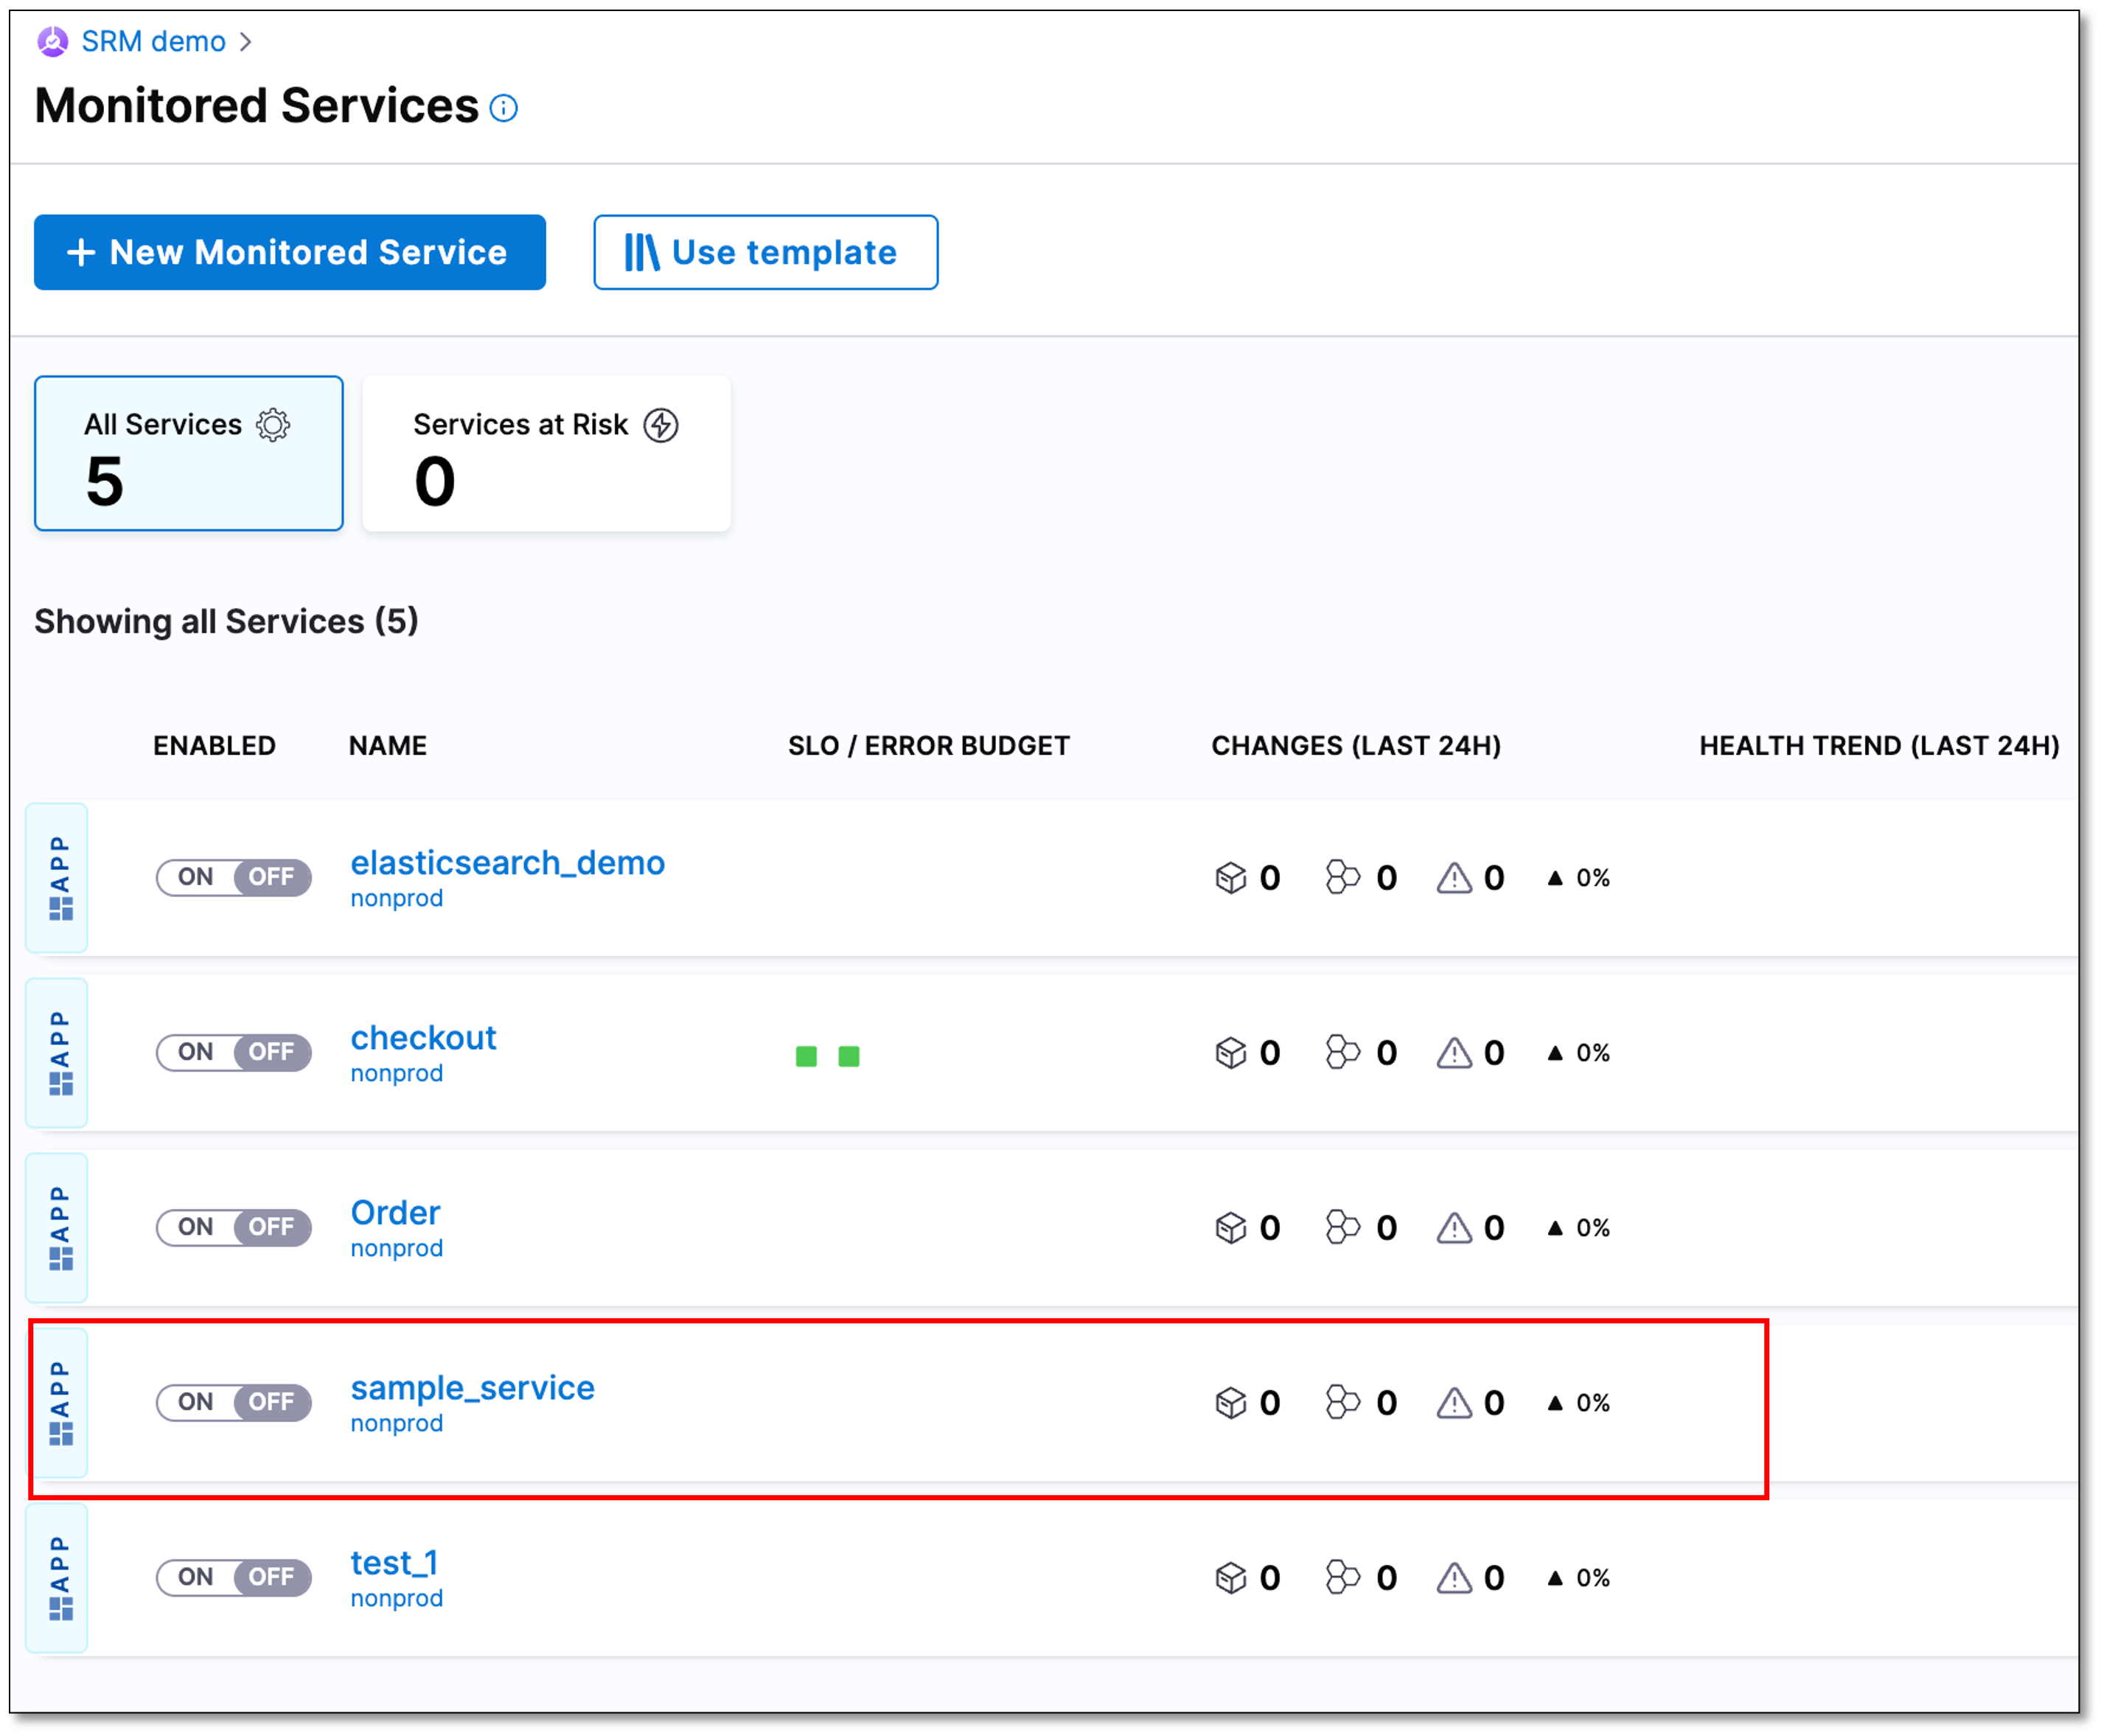 SRM demo >
Monitored Services
+ New Monitored Service
Use template
All Services
5
Services at Risk
0
Showing all Services (5)
ENABLED NAME SLO / ERROR BUDGET CHANGES (LAST 24H) HEALTH TREND (LAST 24H)
APP
ON OFF
elasticsearch_demo
nonprod
0 0 0 ▲ 0%
APP
ON OFF
checkout
nonprod
0 0 0 ▲ 0%
APP
ON OFF
Order
nonprod
0 0 0 ▲ 0%
APP
ON OFF
sample_service
nonprod
0 0 0 ▲ 0%
APP
ON OFF
test_1
nonprod
0 0 0 ▲ 0%